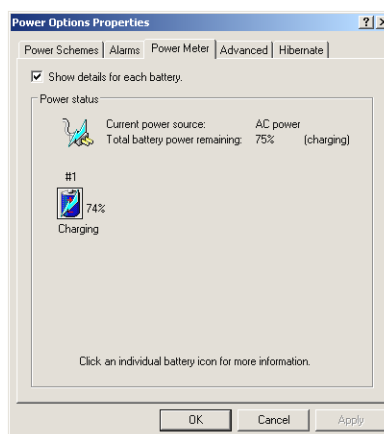 Power Options Properties
Power Schemes Alarms Power Meter Advanced Hibernate
Show details for each battery.
Power status
Current power source: AC power
Total battery power remaining: 75% (charging)
#1
74%
Charging
Click an individual battery icon for more information.
OK Cancel Apply